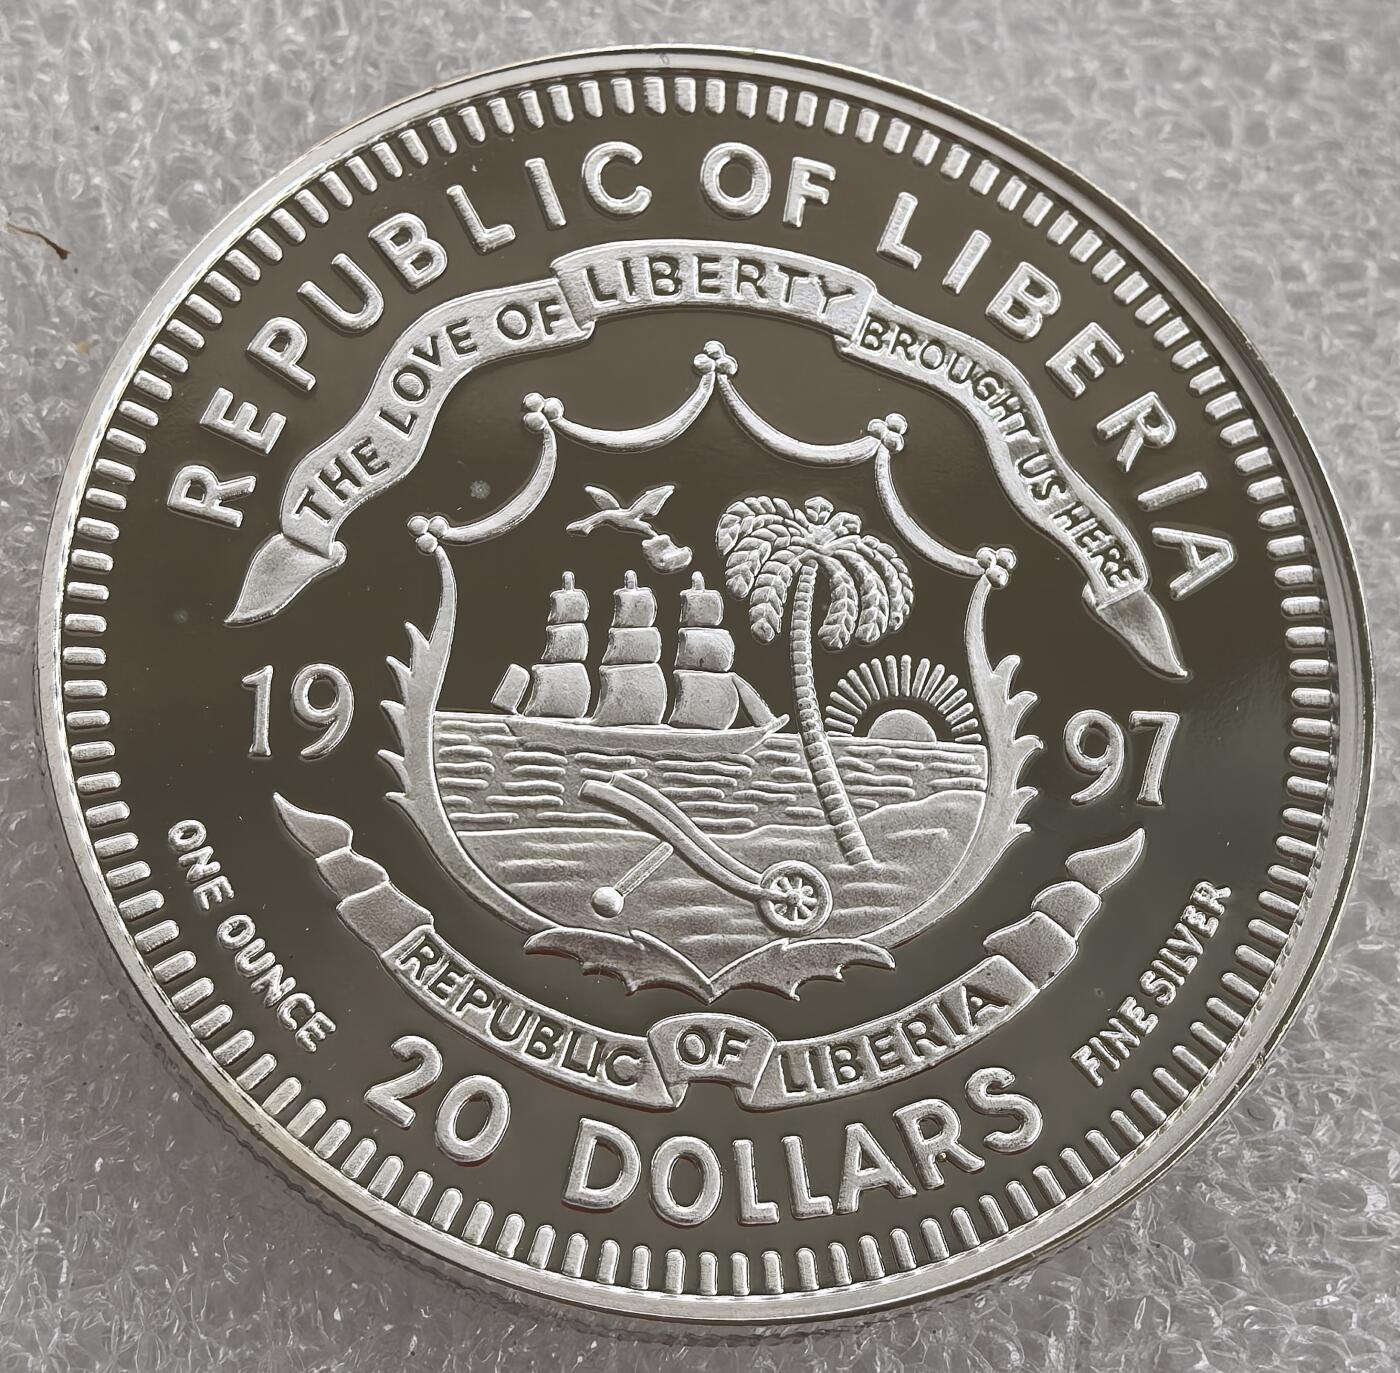 REPUBLIC OF LIBERIA
THE LOVE OF LIBERTY BROUGHT US HERE
19 97
ONE OUNCE
FINE SILVER
REPUBLIC OF LIBERIA
20 DOLLARS